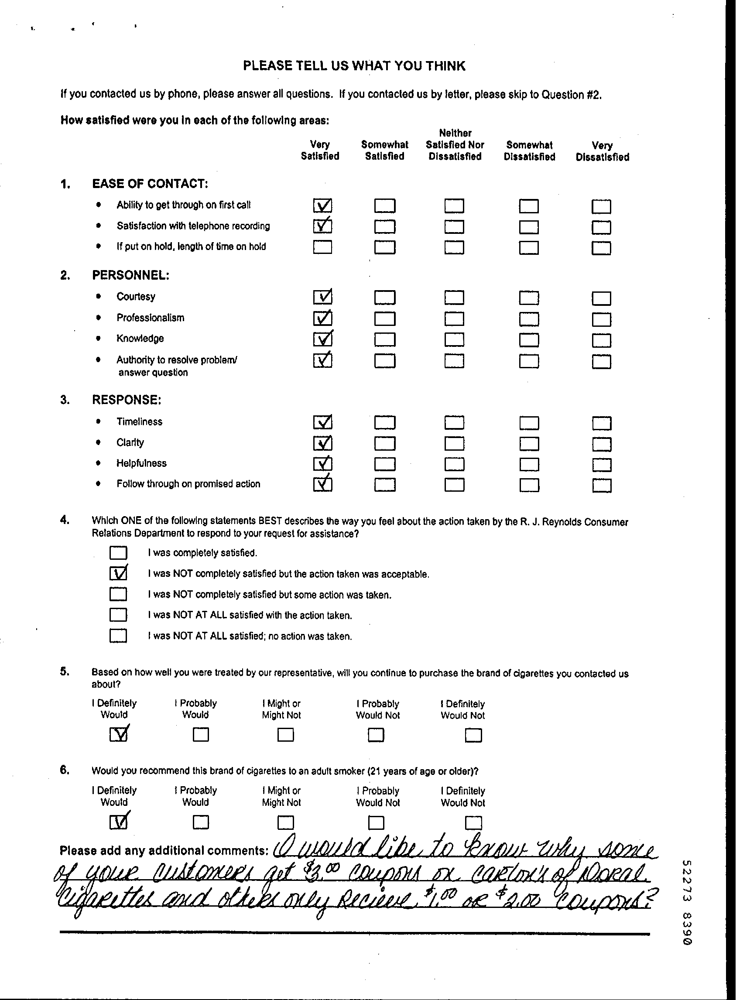 PLEASE TELL US WHAT YOU THINK
If you contacted us by phone, please answer all questions. If you contacted us by letter, please skip to Question #2.
How satisfied were you in each of the following areas:
Very Satisfied Somewhat Satisfied Neither Satisfied Nor Dissatisfied Somewhat Dissatisfied Very Dissatisfied
1. EASE OF CONTACT:
• Ability to get through on first call
• Satisfaction with telephone recording
• If put on hold, length of time on hold
2. PERSONNEL:
• Courtesy
• Professionalism
• Knowledge
• Authority to resolve problem/
answer question
3. RESPONSE:
• Timeliness
• Clarity
• Helpfulness
• Follow through on promised action
4. Which ONE of the following statements BEST describes the way you feel about the action taken by the R. J. Reynolds Consumer
Relations Department to respond to your request for assistance?
I was completely satisfied.
I was NOT completely satisfied but the action taken was acceptable.
I was NOT completely satisfied but some action was taken.
I was NOT AT ALL satisfied with the action taken.
I was NOT AT ALL satisfied; no action was taken.
5. Based on how well you were treated by our representative, will you continue to purchase the brand of cigarettes you contacted us
about?
I Definitely Would I Probably Would I Might or Might Not I Probably Would Not I Definitely Would Not
6. Would you recommend this brand of cigarettes to an adult smoker (21 years of age or older)?
I Definitely Would I Probably Would I Might or Might Not I Probably Would Not I Definitely Would Not
Please add any additional comments: I would like to know why some
of your customers get $3.00 coupons on cartons of Doral
Cigarettes and others only recieve $1.00 or $2.00 coupons?
52273 8390